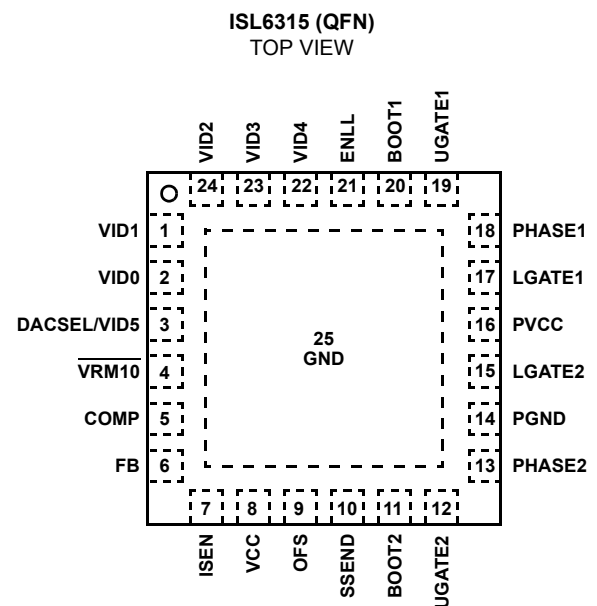 ISL6315 (QFN)
TOP VIEW
VID2
VID3
VID4
ENLL
BOOT1
UGATE1
24
23
22
21
20
19
VID1 1
VID0 2
DACSEL/VID5 3
VRM10 4
COMP 5
FB 6
25
GND
18 PHASE1
17 LGATE1
16 PVCC
15 LGATE2
14 PGND
13 PHASE2
7
8
9
10
11
12
ISEN
VCC
OFS
SSEND
BOOT2
UGATE2